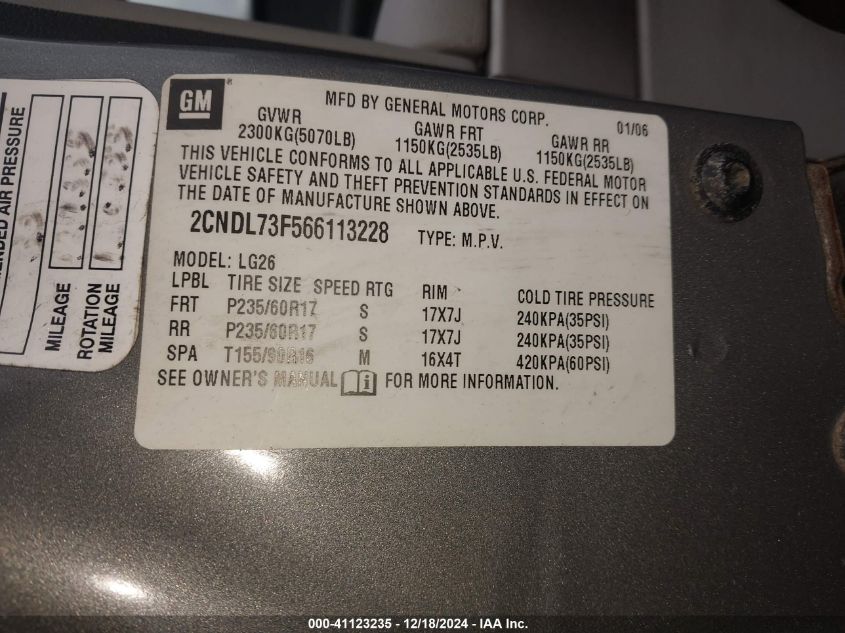 GM
MFD BY GENERAL MOTORS CORP. 01/06
GVWR GAWR FRT GAWR RR
2300KG(5070LB) 1150KG(2535LB) 1150KG(2535LB)
THIS VEHICLE CONFORMS TO ALL APPLICABLE U.S. FEDERAL MOTOR
VEHICLE SAFETY AND THEFT PREVENTION STANDARDS IN EFFECT ON
THE DATE OF MANUFACTURE SHOWN ABOVE.
2CNDL73F566113228 TYPE: M.P.V.
MODEL: LG26
LPBL TIRE SIZE SPEED RTG RIM COLD TIRE PRESSURE
FRT P235/60R17 S 17X7J 240KPA(35PSI)
RR P235/60R17 S 17X7J 240KPA(35PSI)
SPA T155/90R16 M 16X4T 420KPA(60PSI)
SEE OWNER'S MANUAL FOR MORE INFORMATION.
AIR PRESSURE
MILEAGE
ROTATION
MILEAGE
000-41123235 - 12/18/2024 - IAA Inc.